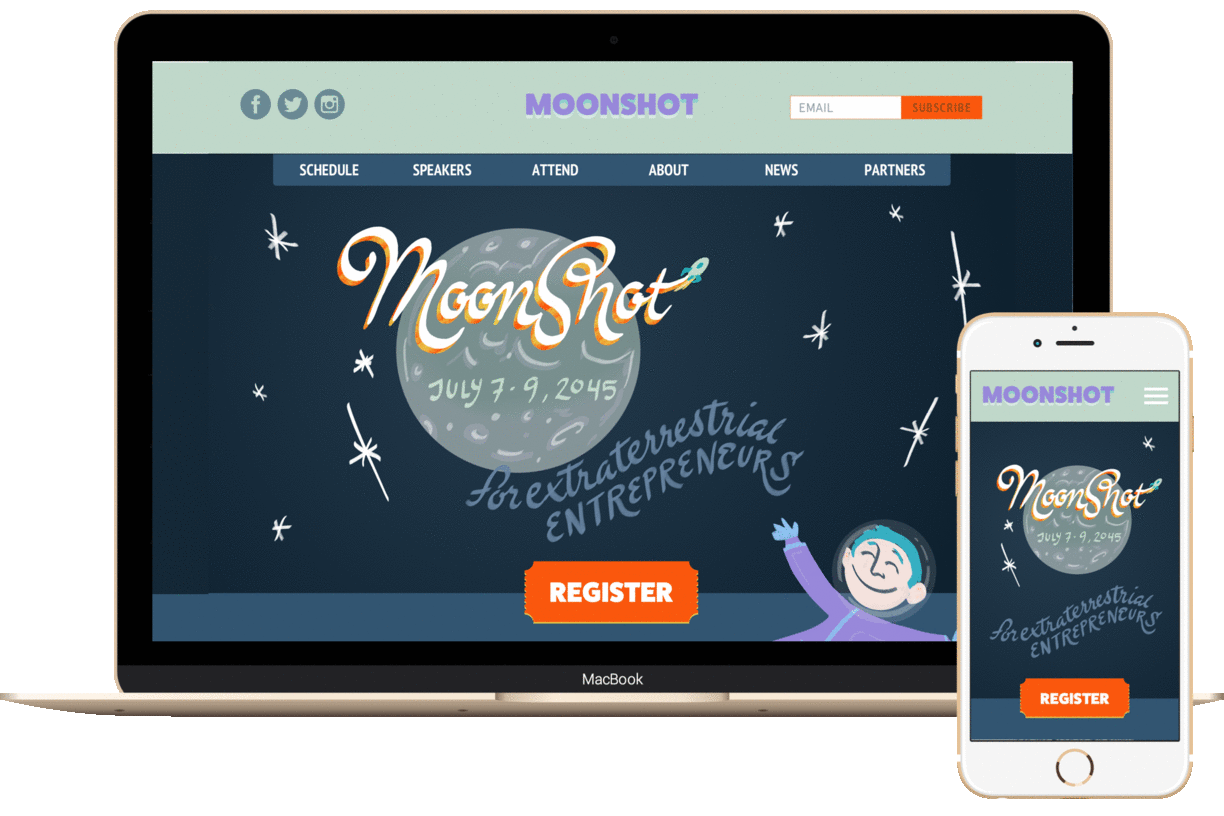 MOONSHOT
EMAIL
SUBSCRIBE
SCHEDULE SPEAKERS ATTEND ABOUT NEWS PARTNERS
MoonShot
JULY 7-9, 2045
for extraterrestrial
ENTREPRENEURS
REGISTER
MacBook
MOONSHOT
MoonShot
JULY 7-9, 2045
for extraterrestrial
ENTREPRENEURS
REGISTER